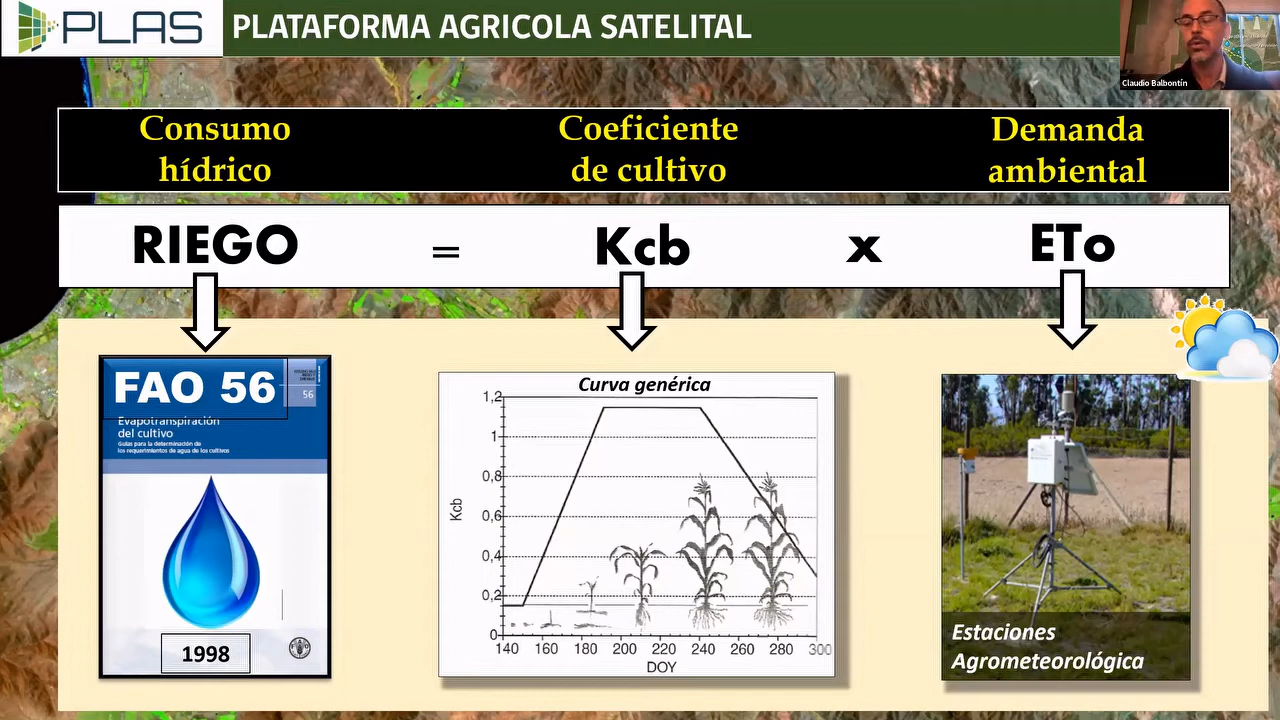 PLAS
PLATAFORMA AGRICOLA SATELITAL
Claudio Balbontín
Consumo
hídrico
Coeficiente
de cultivo
Demanda
ambiental
RIEGO = Kcb x ETo
FAO 56
56
Evapotranspiración
del cultivo
Guías para la determinación de
los requerimientos de agua de los cultivos
1998
Curva genérica
1,2
1
0,8
0,6
0,4
0,2
0
Kcb
140 160 180 200 220 240 260 280 300
DOY
Estaciones
Agrometeorológica